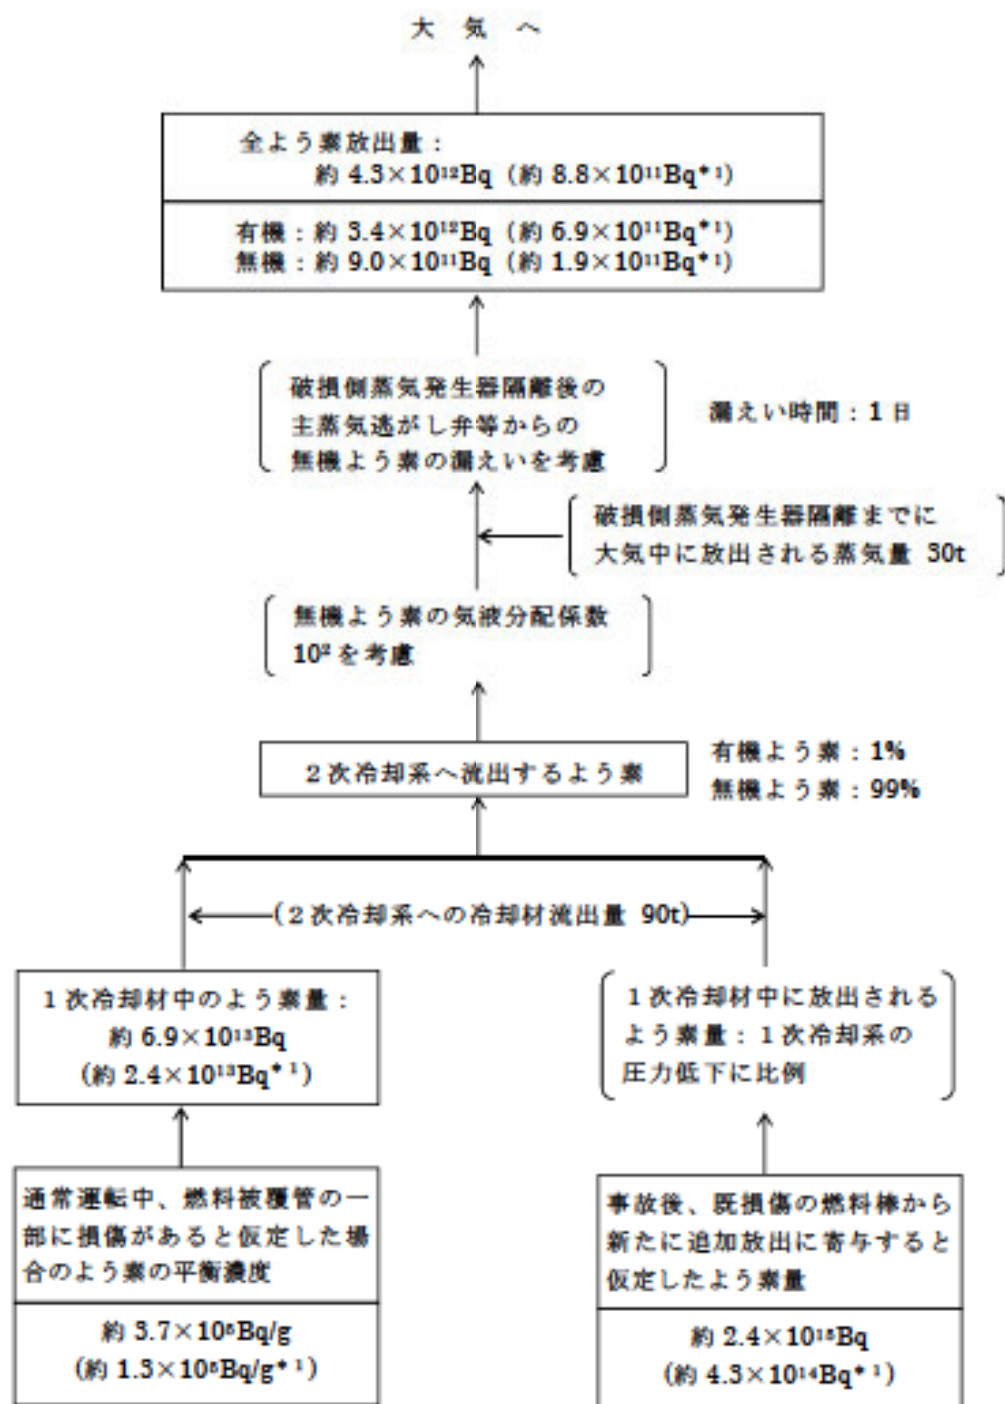 大 気 へ
全よう素放出量：
約 4.3×10¹²Bq（約 8.8×10¹¹Bq*¹）
有機：約 3.4×10¹²Bq（約 6.9×10¹¹Bq*¹）
無機：約 9.0×10¹¹Bq（約 1.9×10¹¹Bq*¹）
破損側蒸気発生器隔離後の
主蒸気逃がし弁等からの
無機よう素の漏えいを考慮
漏えい時間：1 日
破損側蒸気発生器隔離までに
大気中に放出される蒸気量 30t
無機よう素の気液分配係数
10² を考慮
２次冷却系へ流出するよう素
有機よう素：1%
無機よう素：99%
(２次冷却系への冷却材流出量 90t)
１次冷却材中のよう素量：
約 6.9×10¹³Bq
(約 2.4×10¹³Bq*¹)
１次冷却材中に放出される
よう素量：１次冷却系の
圧力低下に比例
通常運転中、燃料被覆管の一
部に損傷があると仮定した場
合のよう素の平衡濃度
約 3.7×10⁵Bq/g
(約 1.3×10⁵Bq/g*¹)
事故後、既損傷の燃料棒から
新たに追加放出に寄与すると
仮定したよう素量
約 2.4×10¹⁵Bq
(約 4.3×10¹⁴Bq*¹)